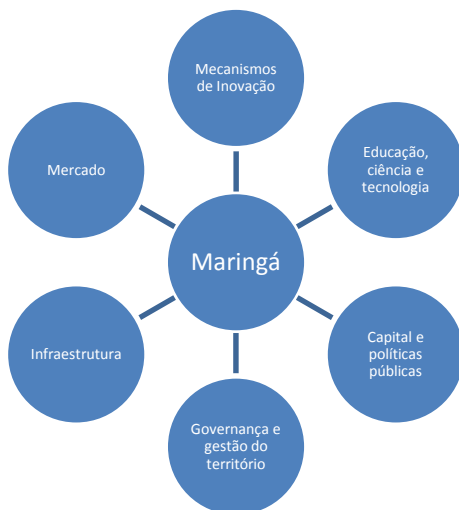 Mecanismos
de Inovação
Mercado
Educação,
ciência e
tecnologia
Maringá
Infraestrutura
Capital e
políticas
públicas
Governança e
gestão do
território